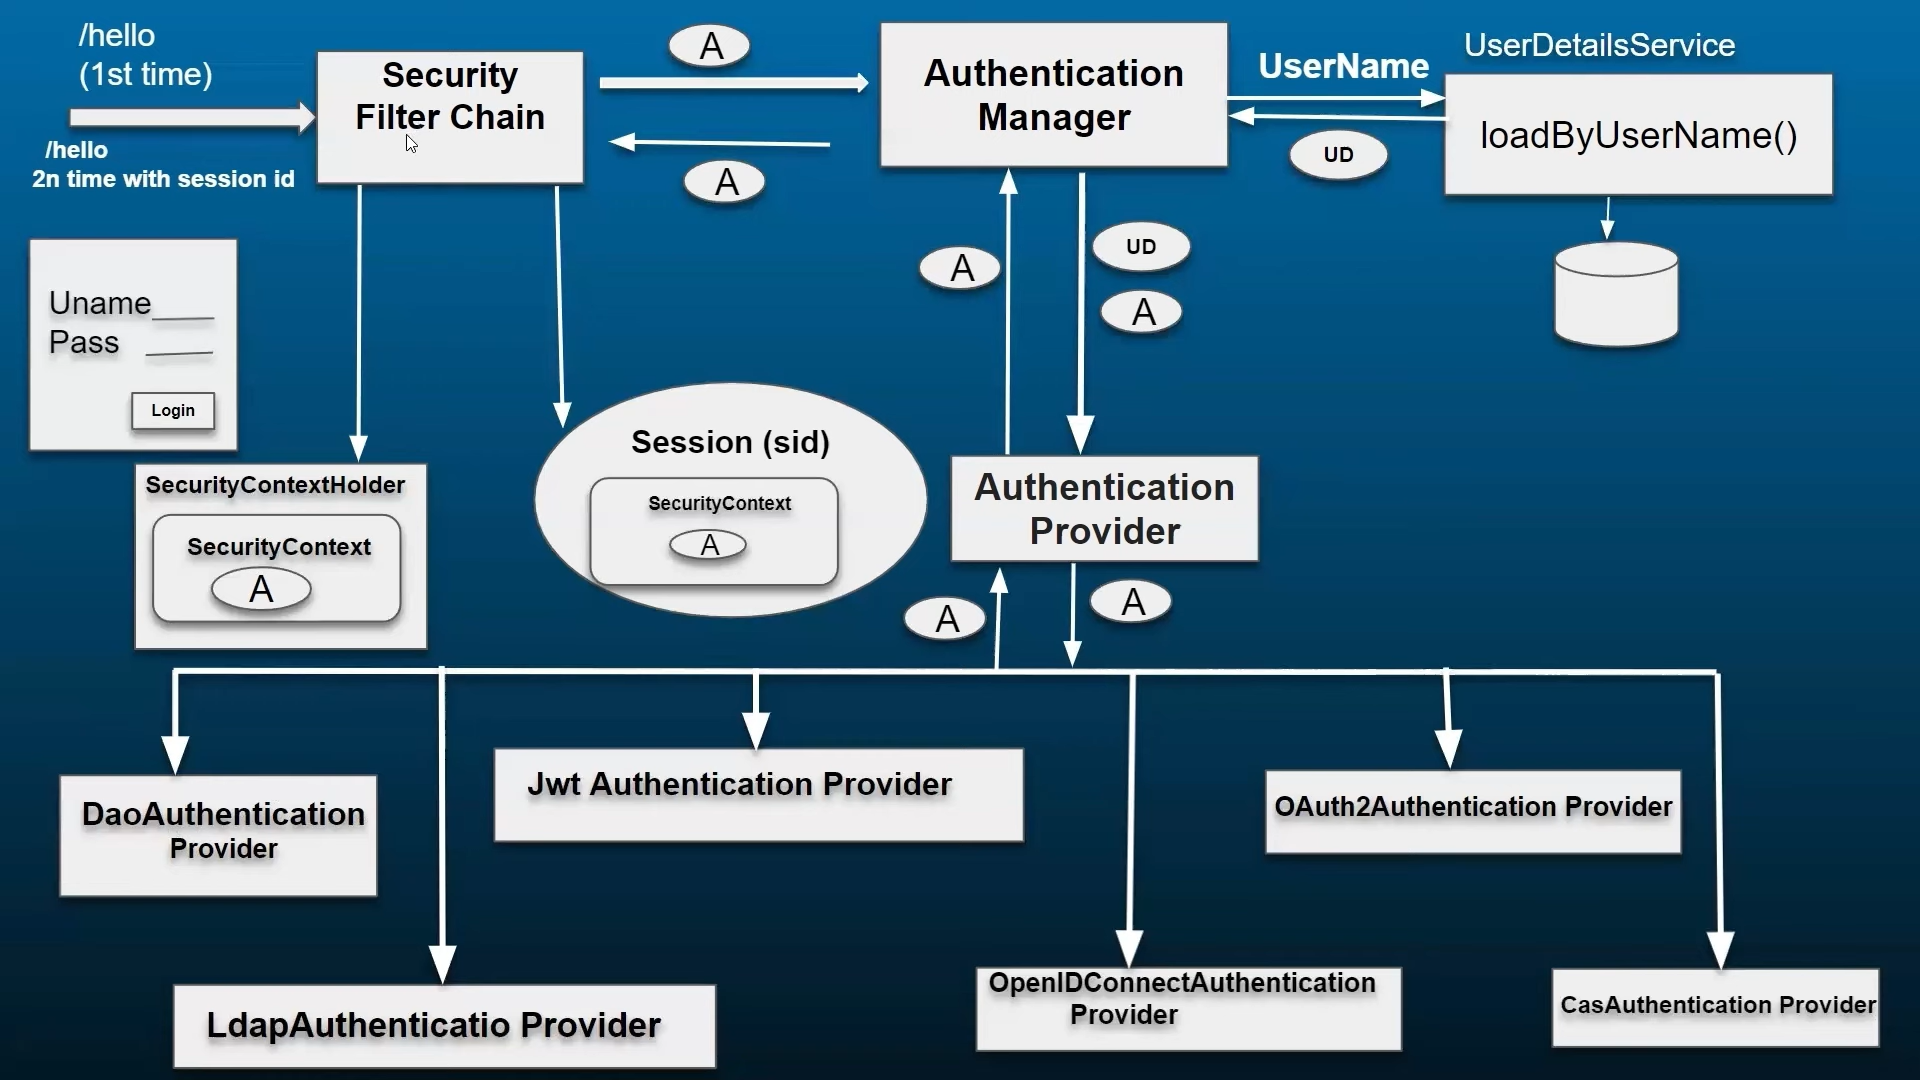 /hello
(1st time)
/hello
2n time with session id
Security
Filter Chain
A
A
Authentication
Manager
UserName
UD
UserDetailsService
loadByUserName()
Uname
Pass
Login
A
UD
A
SecurityContextHolder
SecurityContext
A
Session (sid)
SecurityContext
A
Authentication
Provider
A
A
DaoAuthentication
Provider
Jwt Authentication Provider
OAuth2Authentication Provider
LdapAuthenticatio Provider
OpenIDConnectAuthentication
Provider
CasAuthentication Provider